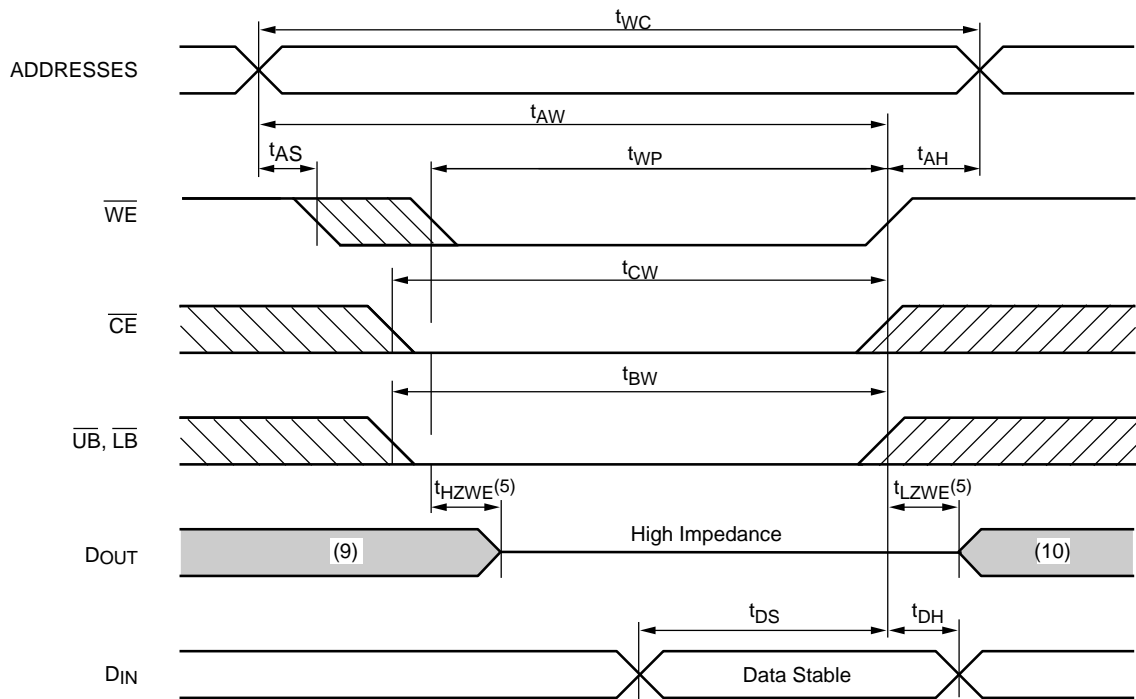 tWC
ADDRESSES
tAW
tAS
tWP
tAH
WE
tCW
CE
tBW
UB, LB
tHZWE(5)
tLZWE(5)
High Impedance
DOUT
(9)
(10)
tDS
tDH
DIN
Data Stable